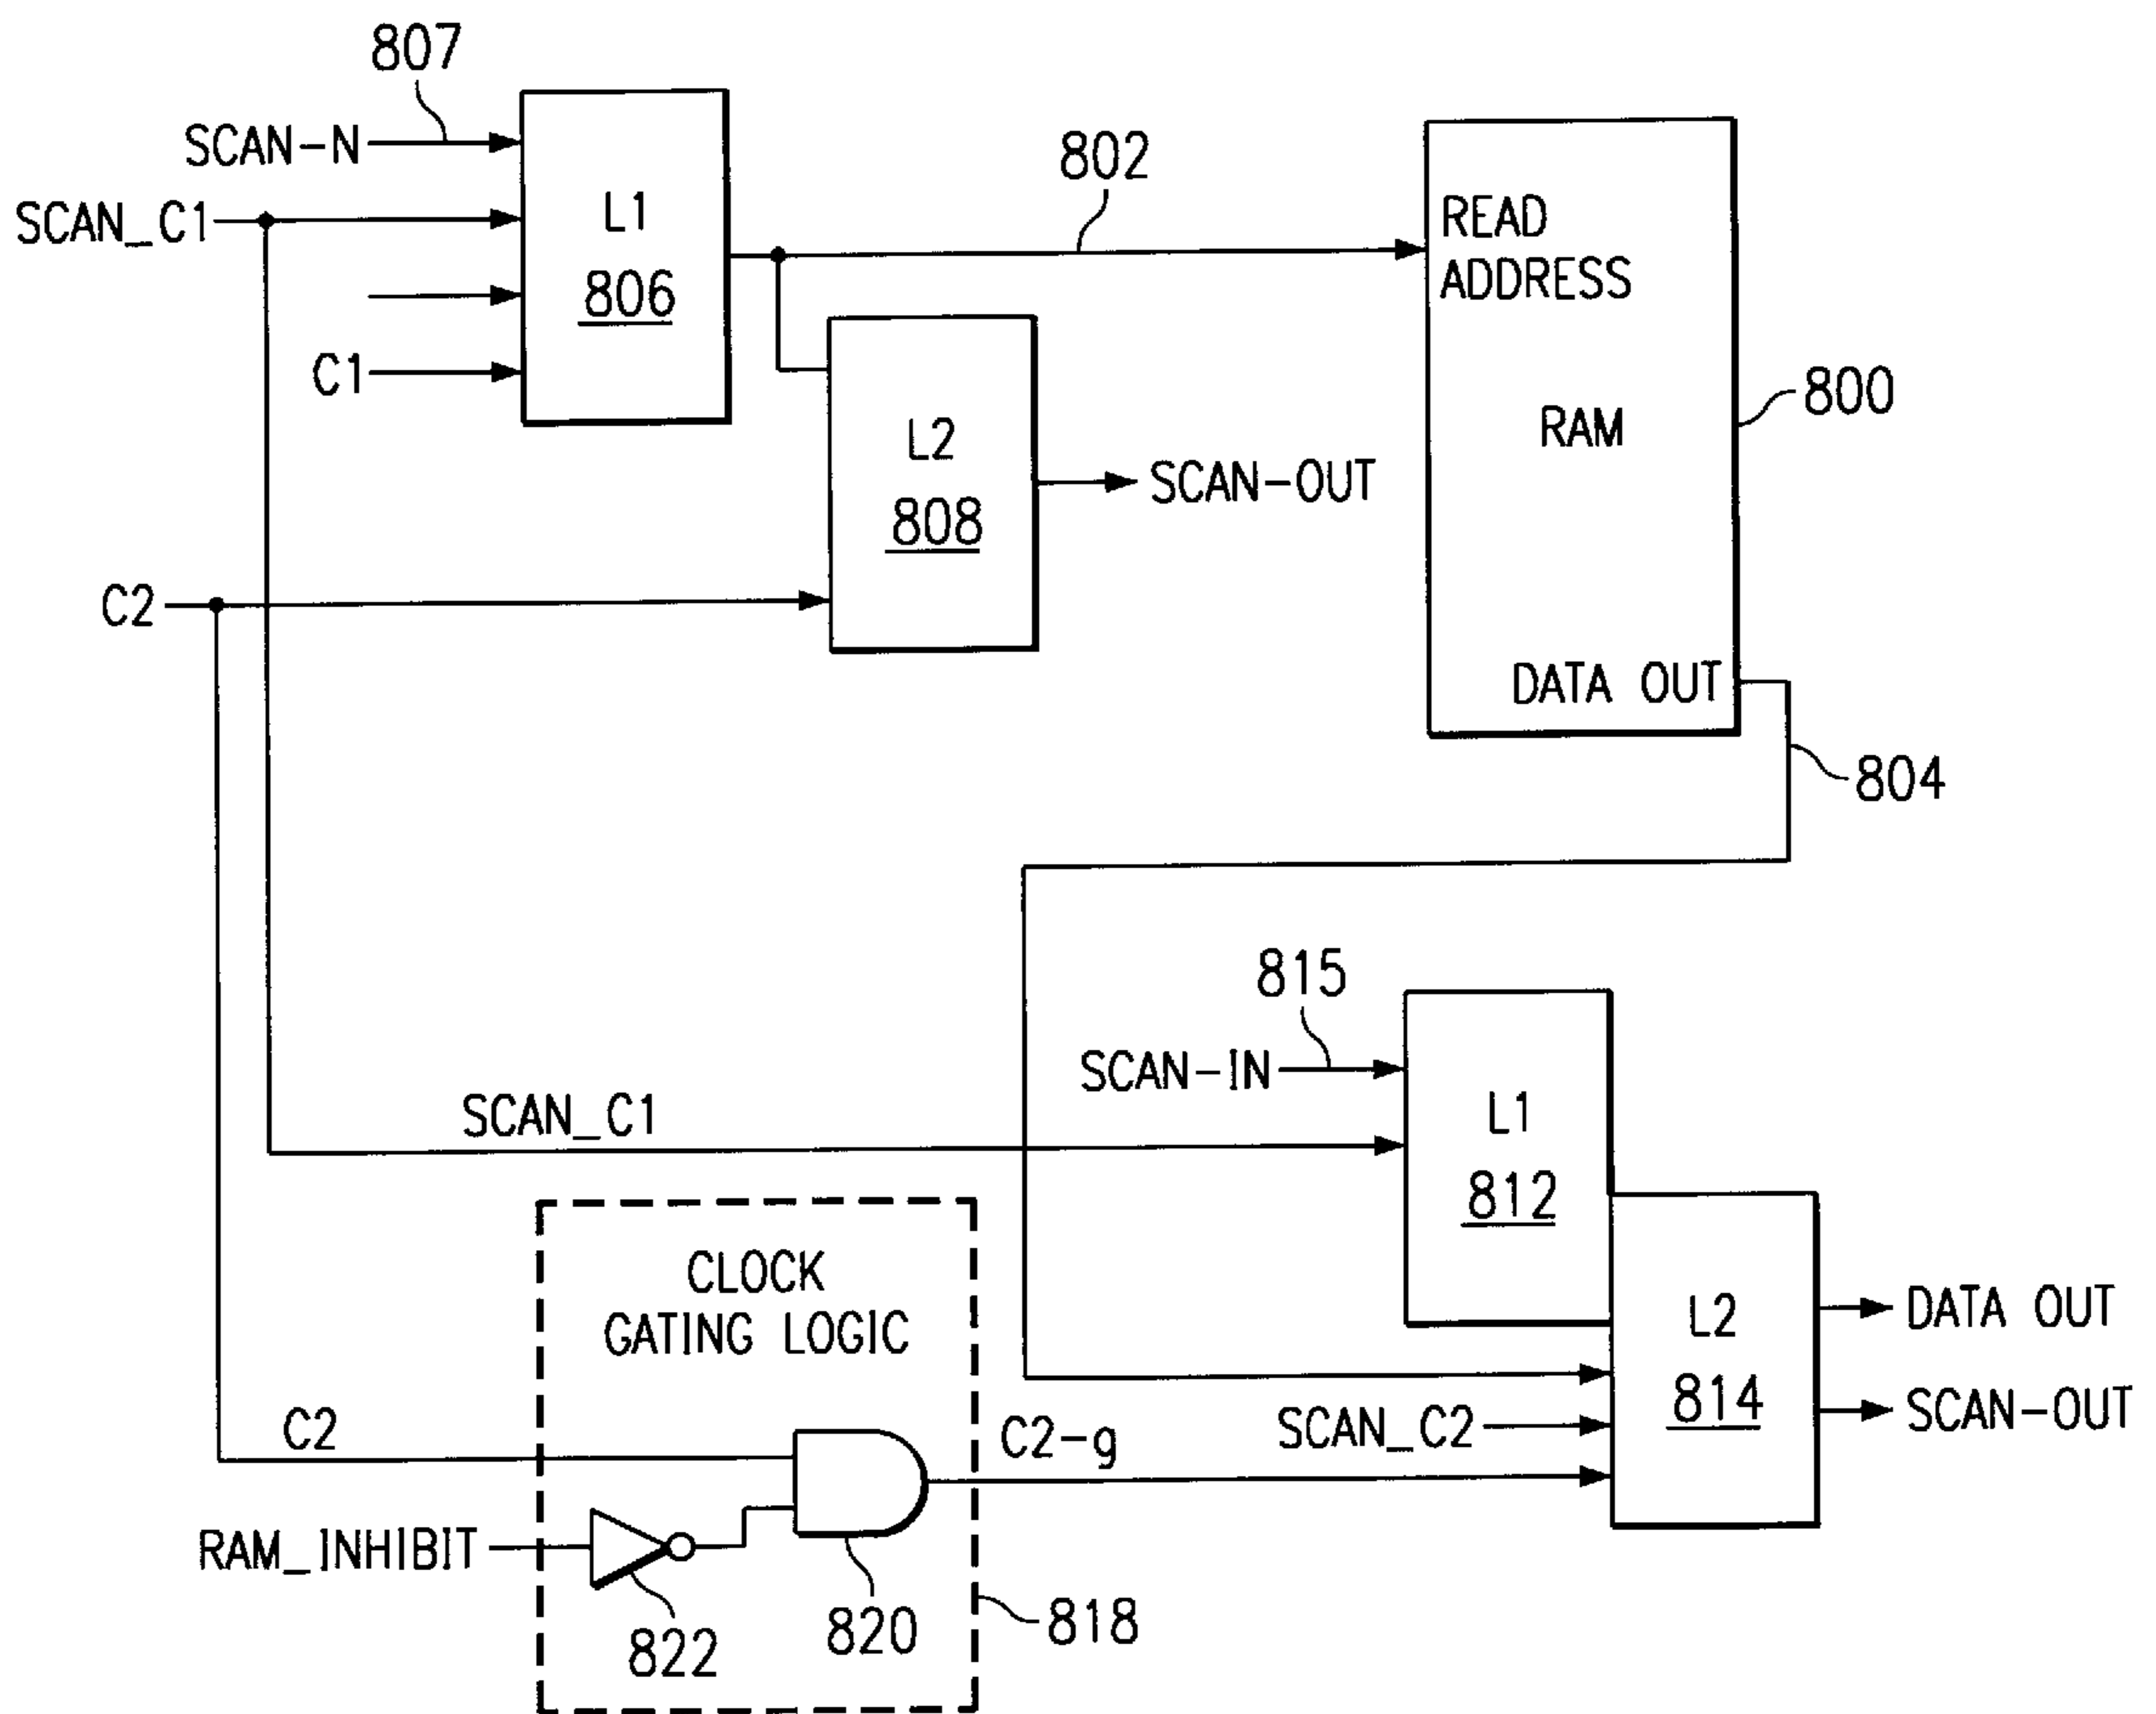 807
SCAN-N
802
SCAN_C1
L1
806
READ
ADDRESS
C1
800
L2
RAM
SCAN-OUT
808
C2
DATA OUT
804
815
SCAN-IN
SCAN_C1
L1
812
CLOCK
GATING LOGIC
L2
DATA OUT
814
SCAN-OUT
C2
C2-g
SCAN_C2
RAM_INHIBIT
820
818
822